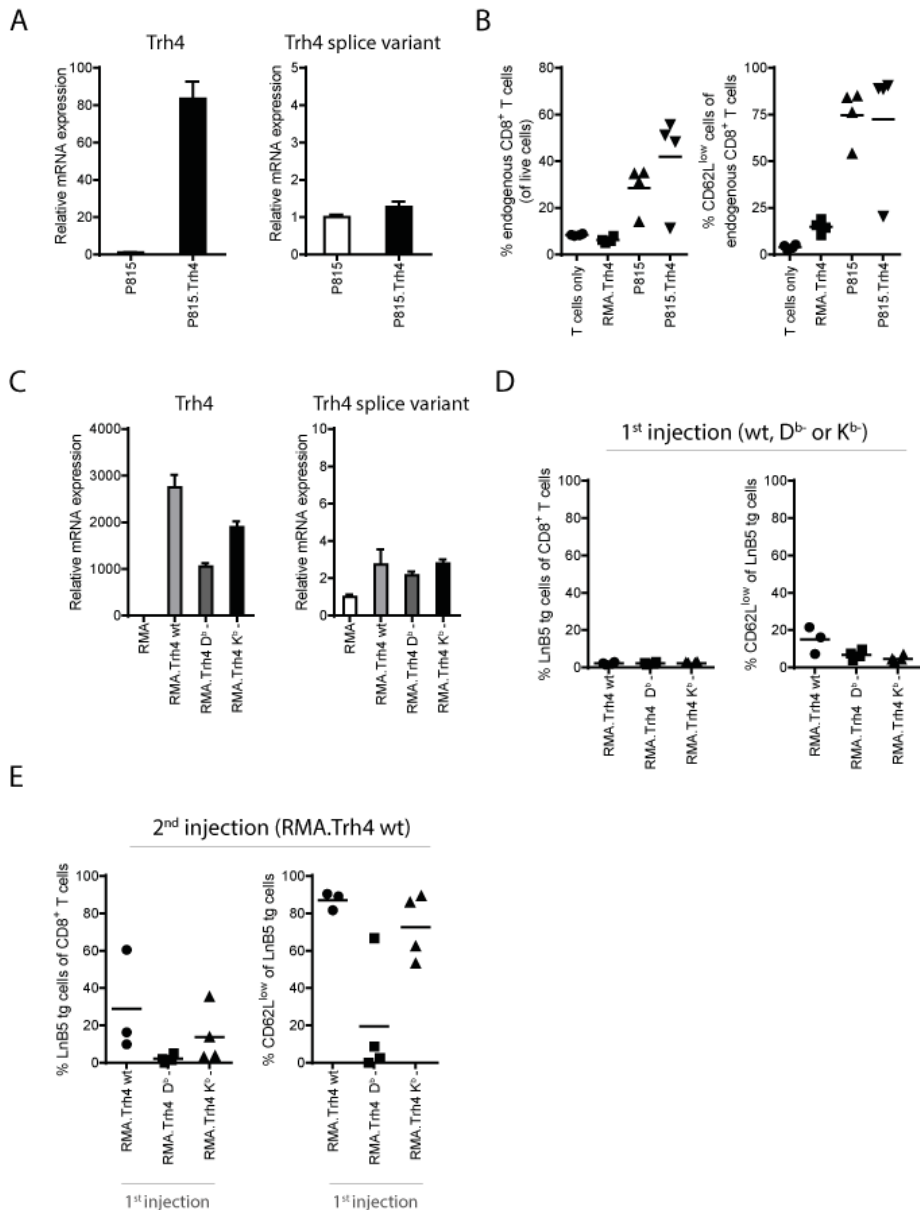 A
Trh4
Relative mRNA expression
100
80
60
40
20
0
P815
P815.Trh4
Trh4 splice variant
Relative mRNA expression
5
4
3
2
1
0
P815
P815.Trh4
B
% endogenous CD8⁺ T cells
(of live cells)
80
60
40
20
0
T cells only
RMA.Trh4
P815
P815.Trh4
% CD62Lˡᵒʷ cells of
endogenous CD8⁺ T cells
100
75
50
25
0
T cells only
RMA.Trh4
P815
P815.Trh4
C
Trh4
Relative mRNA expression
3000
2000
1000
0
RMA
RMA.Trh4 wt
RMA.Trh4 Dᵇ-
RMA.Trh4 Kᵇ-
Trh4 splice variant
Relative mRNA expression
10
8
6
4
2
0
RMA
RMA.Trh4 wt
RMA.Trh4 Dᵇ-
RMA.Trh4 Kᵇ-
D
1ˢᵗ injection (wt, Dᵇ⁻ or Kᵇ⁻)
% LnB5 tg cells of CD8⁺ T cells
100
80
60
40
20
0
RMA.Trh4 wt
RMA.Trh4 Dᵇ-
RMA.Trh4 Kᵇ-
% CD62Lˡᵒʷ of LnB5 tg cells
100
80
60
40
20
0
RMA.Trh4 wt
RMA.Trh4 Dᵇ-
RMA.Trh4 Kᵇ-
E
2ⁿᵈ injection (RMA.Trh4 wt)
% LnB5 tg cells of CD8⁺ T cells
100
80
60
40
20
0
RMA.Trh4 wt
RMA.Trh4 Dᵇ-
RMA.Trh4 Kᵇ-
1ˢᵗ injection
% CD62Lˡᵒʷ of LnB5 tg cells
100
80
60
40
20
0
RMA.Trh4 wt
RMA.Trh4 Dᵇ-
RMA.Trh4 Kᵇ-
1ˢᵗ injection